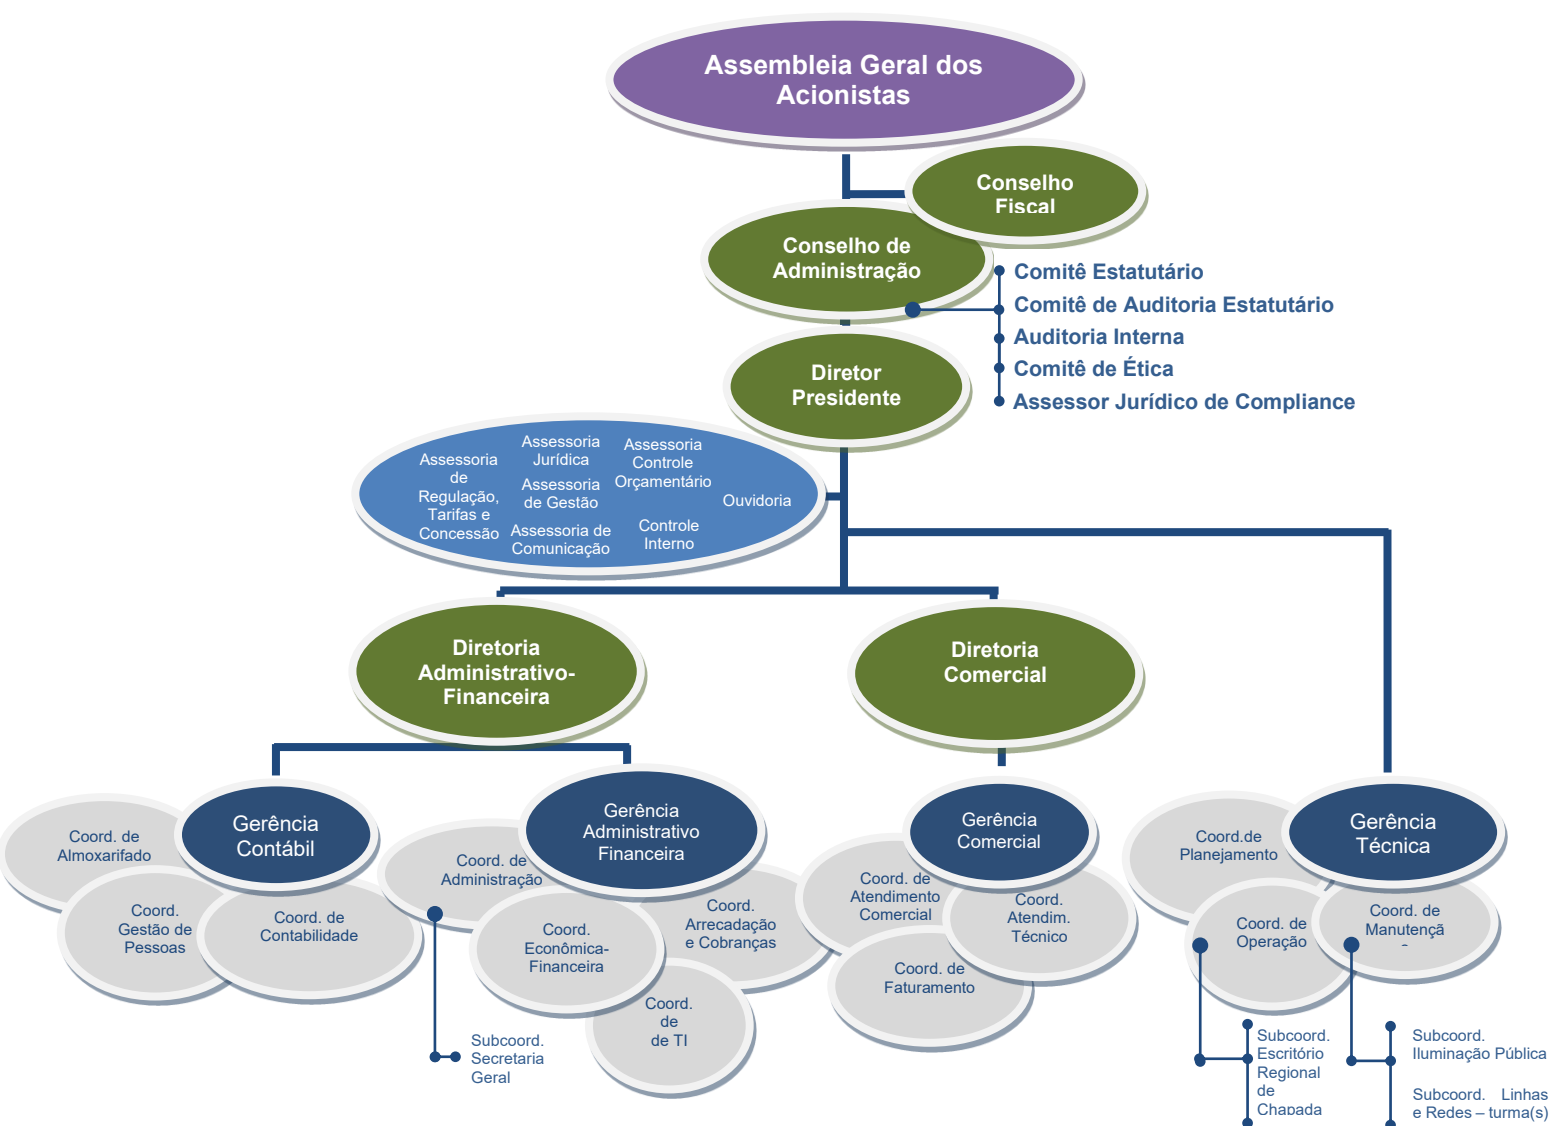 Assembleia Geral dos
Acionistas
Conselho
Fiscal
Conselho de
Administração
Comitê Estatutário
Comitê de Auditoria Estatutário
Auditoria Interna
Comitê de Ética
Assessor Jurídico de Compliance
Diretor
Presidente
Assessoria
de
Regulação,
Tarifas e
Concessão
Assessoria
Jurídica
Assessoria
de Gestão
Assessoria de
Comunicação
Assessoria
Controle
Orçamentário
Controle
Interno
Ouvidoria
Diretoria
Administrativo-
Financeira
Diretoria
Comercial
Gerência
Contábil
Gerência
Administrativo
Financeira
Gerência
Comercial
Gerência
Técnica
Coord. de
Almoxarifado
Coord.
Gestão de
Pessoas
Coord. de
Contabilidade
Coord. de
Administração
Coord.
Econômica-
Financeira
Coord.
Arrecadação
e Cobranças
Coord.
de
de TI
Subcoord.
Secretaria
Geral
Coord. de
Atendimento
Comercial
Coord.
Atendim.
Técnico
Coord. de
Faturamento
Coord.de
Planejamento
Coord. de
Operação
Coord. de
Manutençã
Subcoord.
Escritório
Regional
de
Chapada
Subcoord.
Iluminação Pública
Subcoord. Linhas
e Redes – turma(s)